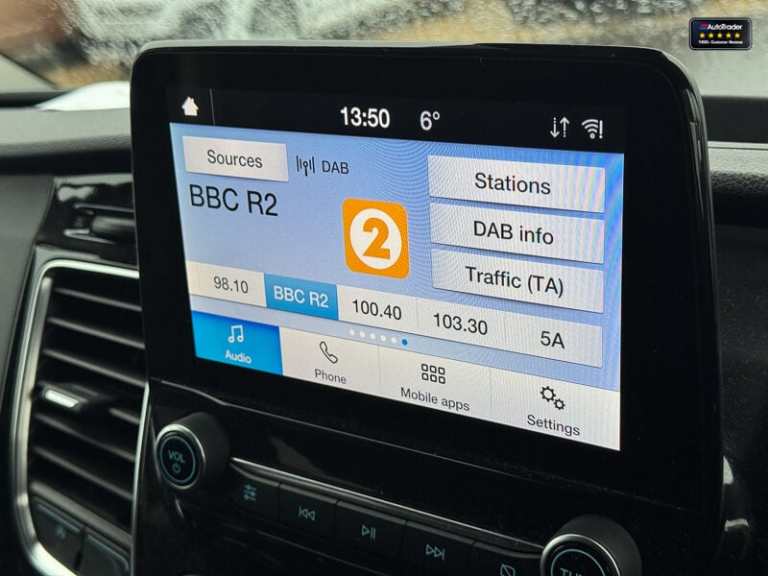 AutoTrader
13:50 6°
Sources DAB
BBC R2
2
Stations
DAB info
Traffic (TA)
98.10 BBC R2 100.40 103.30 5A
Audio Phone Mobile apps Settings
VOL